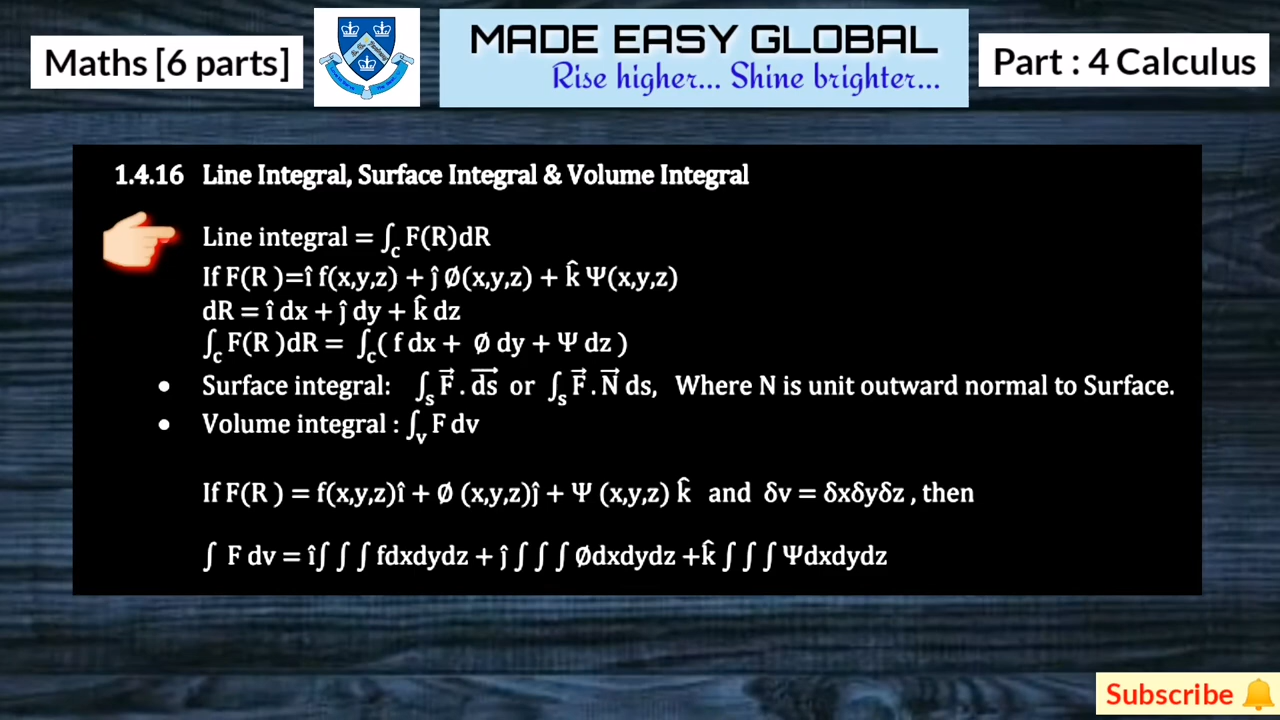 Maths [6 parts]
MADE EASY GLOBAL
Rise higher... Shine brighter...
Part : 4 Calculus
1.4.16 Line Integral, Surface Integral & Volume Integral
Line integral = ∫c F(R)dR
If F(R )=î f(x,y,z) + ĵ Ø(x,y,z) + k̂ Ψ(x,y,z)
dR = î dx + ĵ dy + k̂ dz
∫c F(R )dR = ∫c( f dx + Ø dy + Ψ dz )
• Surface integral: ∫s F⃗ . d⃗s⃗ or ∫s F⃗ . N⃗ ds, Where N is unit outward normal to Surface.
• Volume integral : ∫v F dv
If F(R ) = f(x,y,z)î + Ø (x,y,z)ĵ + Ψ (x,y,z) k̂ and δv = δxδyδz , then
∫ F dv = î∫ ∫ ∫ fdxdydz + ĵ ∫ ∫ ∫ Ødxdydz +k̂ ∫ ∫ ∫ Ψdxdydz
Subscribe